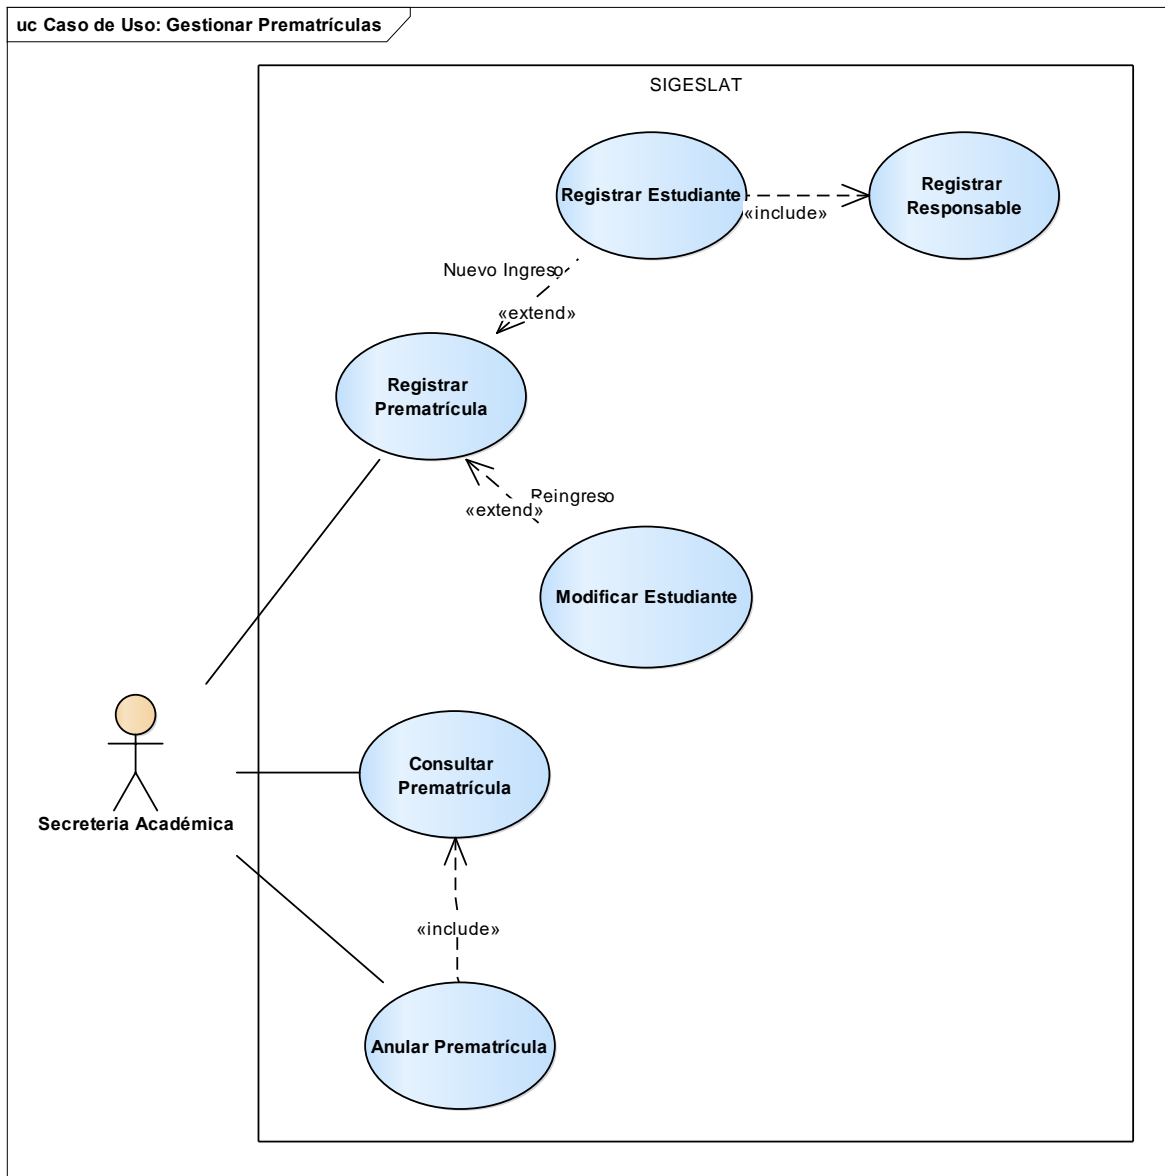 uc Caso de Uso: Gestionar Prematrículas
SIGESLAT
Registrar Estudiante
«include»
Registrar
Responsable
Nuevo Ingreso
«extend»
Registrar
Prematrícula
Reingreso
«extend»
Modificar Estudiante
Consultar
Prematrícula
Secreteria Académica
«include»
Anular Prematrícula